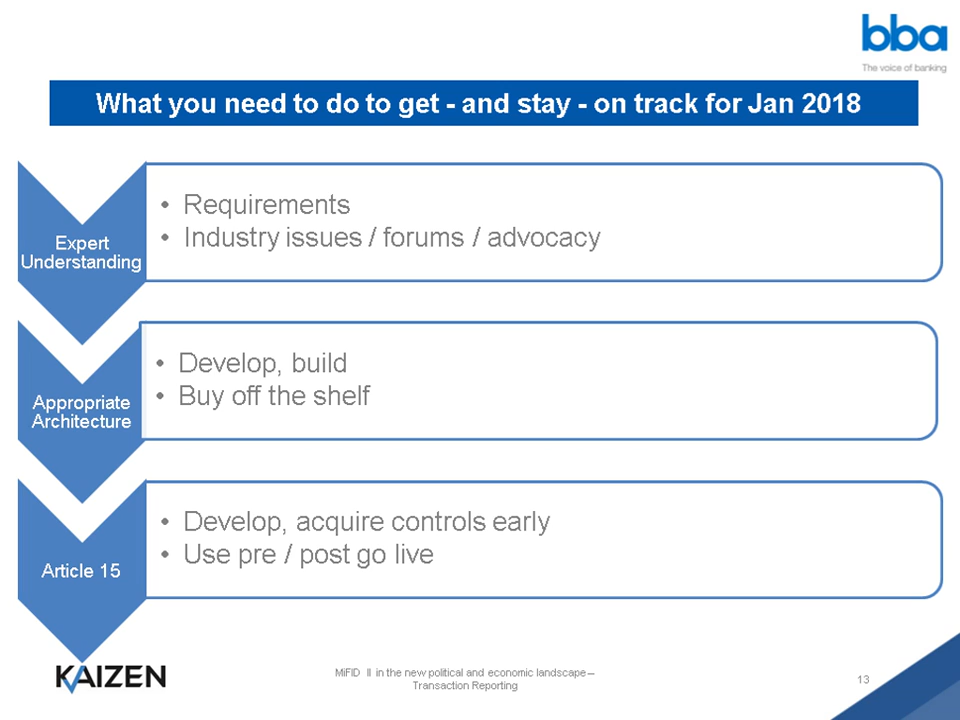 bba
The voice of banking
What you need to do to get - and stay - on track for Jan 2018
Expert
Understanding
• Requirements
• Industry issues / forums / advocacy
Appropriate
Architecture
• Develop, build
• Buy off the shelf
Article 15
• Develop, acquire controls early
• Use pre / post go live
KAIZEN
MiFID II in the new political and economic landscape –
Transaction Reporting
13